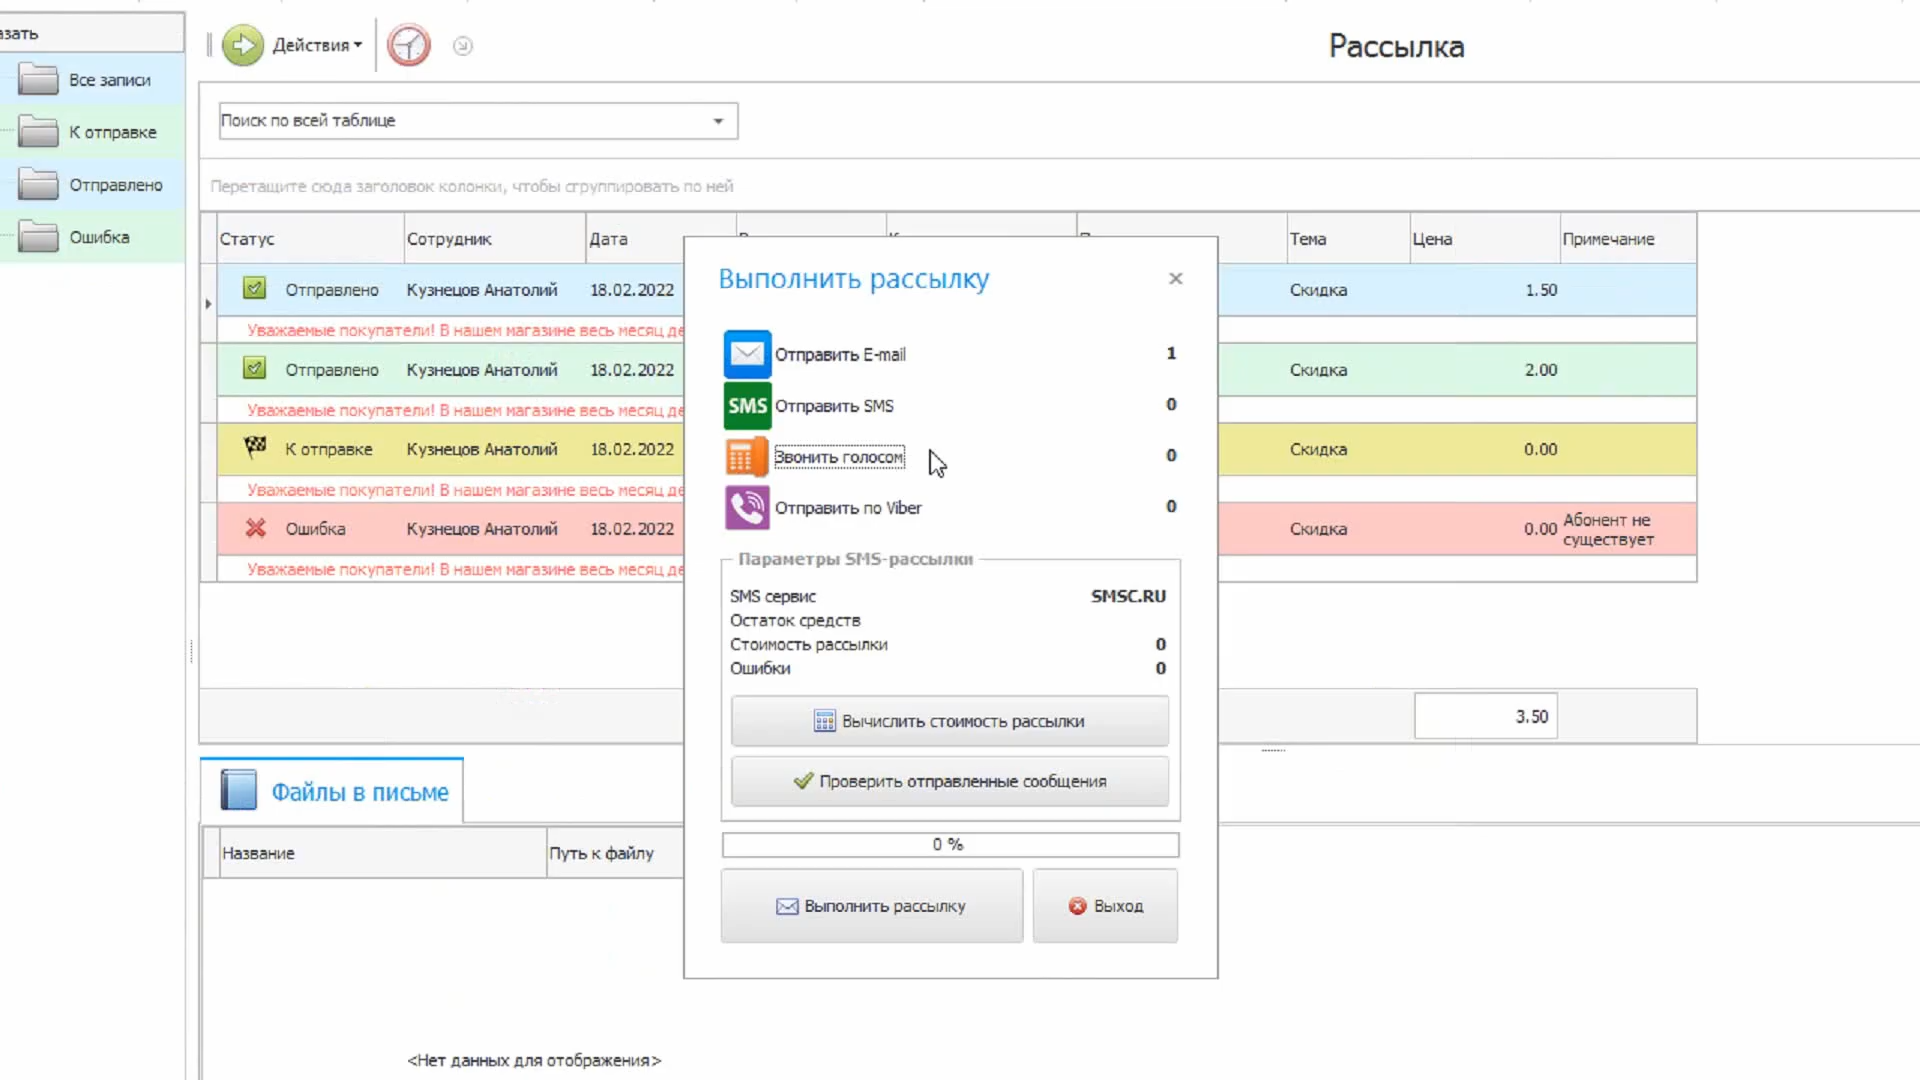 Действия
Рассылка
Все записи
К отправке
Отправлено
Ошибка
Поиск по всей таблице
Перетащите сюда заголовок колонки, чтобы сгруппировать по ней
Статус Сотрудник Дата Тема Цена Примечание
Отправлено Кузнецов Анатолий 18.02.2022 Скидка 1.50
Уважаемые покупатели! В нашем магазине весь месяц
Отправлено Кузнецов Анатолий 18.02.2022 Скидка 2.00
Уважаемые покупатели! В нашем магазине весь месяц
К отправке Кузнецов Анатолий 18.02.2022 Скидка 0.00
Уважаемые покупатели! В нашем магазине весь месяц
Ошибка Кузнецов Анатолий 18.02.2022 Скидка 0.00 Абонент не
существует
Уважаемые покупатели! В нашем магазине весь месяц
3.50
Выполнить рассылку
Отправить E-mail 1
SMS Отправить SMS 0
Звонить голосом 0
Отправить по Viber 0
Параметры SMS-рассылки
SMS сервис SMSC.RU
Остаток средств
Стоимость рассылки 0
Ошибки 0
Вычислить стоимость рассылки
Проверить отправленные сообщения
0 %
Выполнить рассылку
Выход
Файлы в письме
Название Путь к файлу
<Нет данных для отображения>